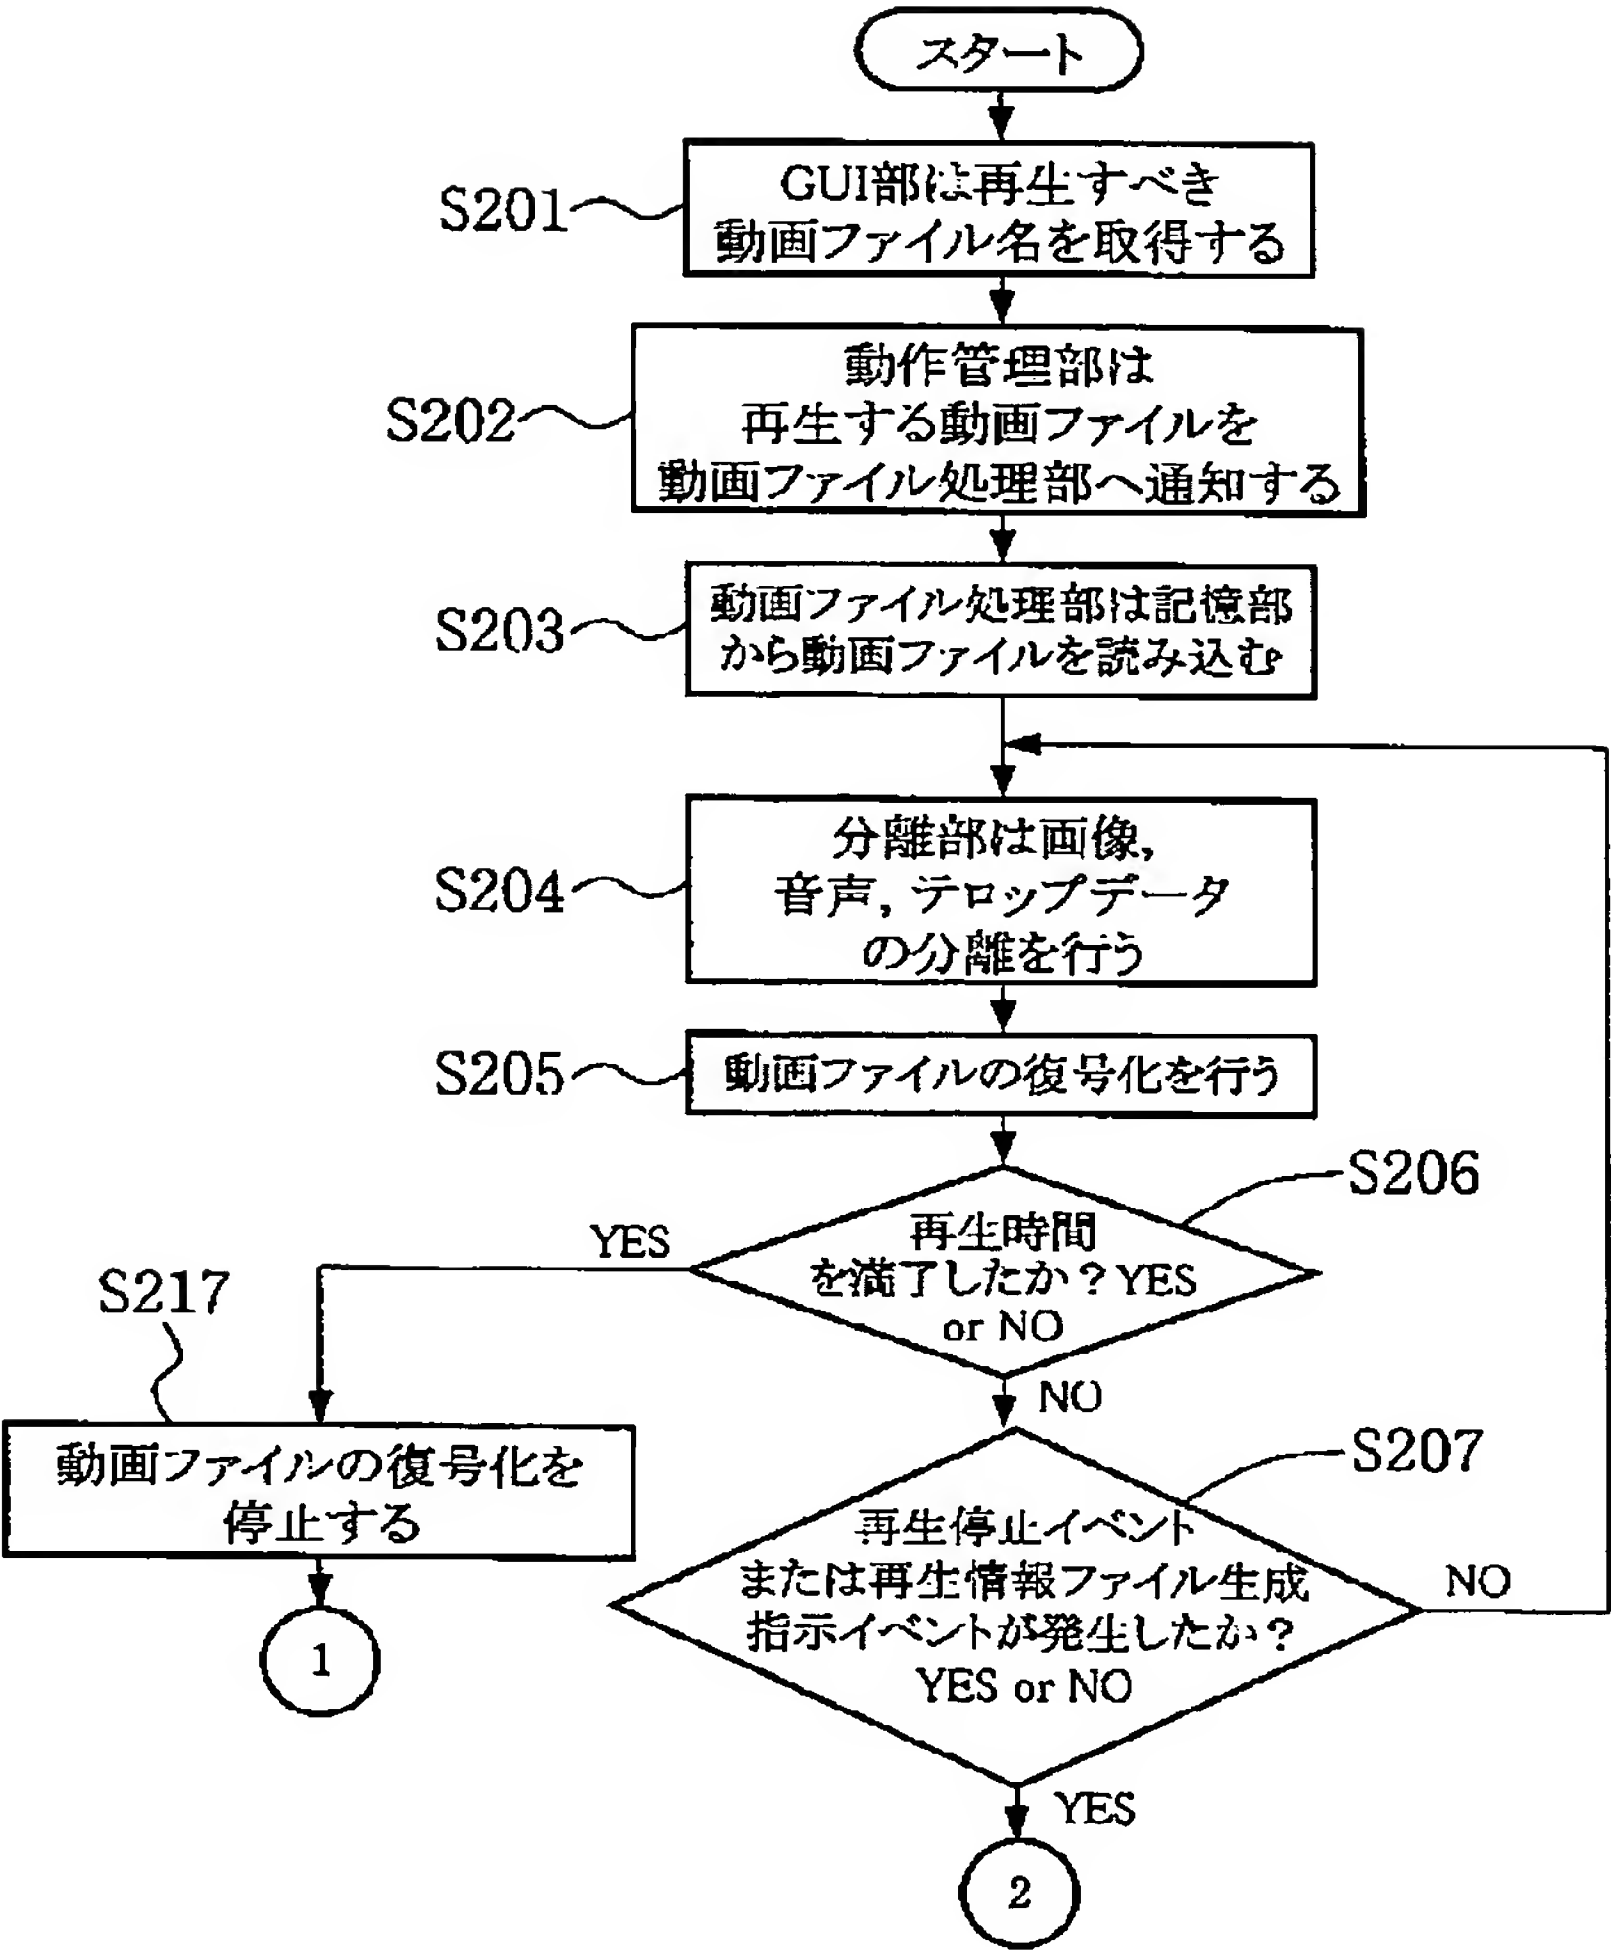 スタート
S201
GUI部は再生すべき
動画ファイル名を取得する
S202
動作管理部は
再生する動画ファイルを
動画ファイル処理部へ通知する
S203
動画ファイル処理部は記憶部
から動画ファイルを読み込む
S204
分離部は画像,
音声, テロップデータ
の分離を行う
S205
動画ファイルの復号化を行う
S206
再生時間
を満了したか？YES
or NO
YES
NO
S217
動画ファイルの復号化を
停止する
1
S207
再生停止イベント
または再生情報ファイル生成
指示イベントが発生したか？
YES or NO
NO
YES
2